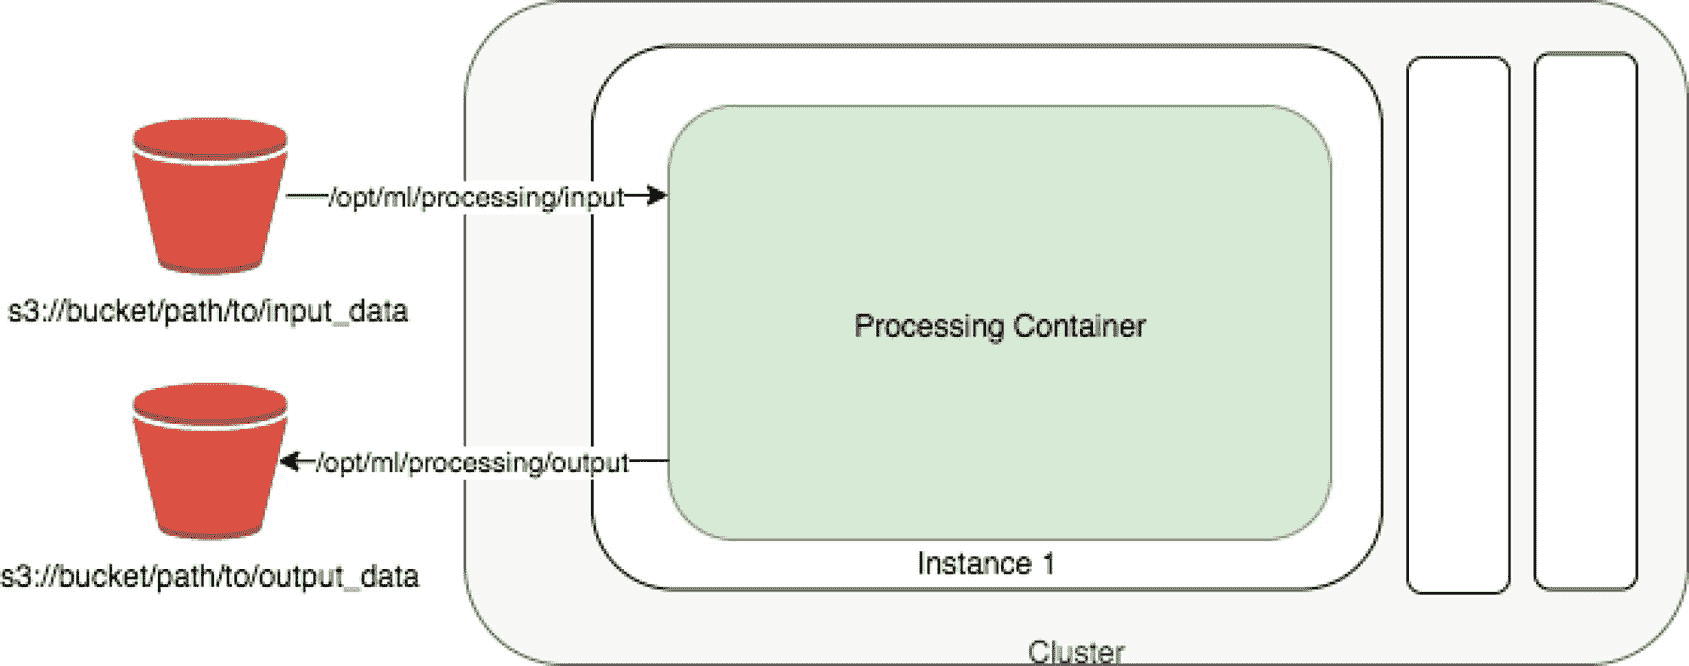 /opt/ml/processing/input
s3://bucket/path/to/input_data
Processing Container
/opt/ml/processing/output
s3://bucket/path/to/output_data
Instance 1
Cluster